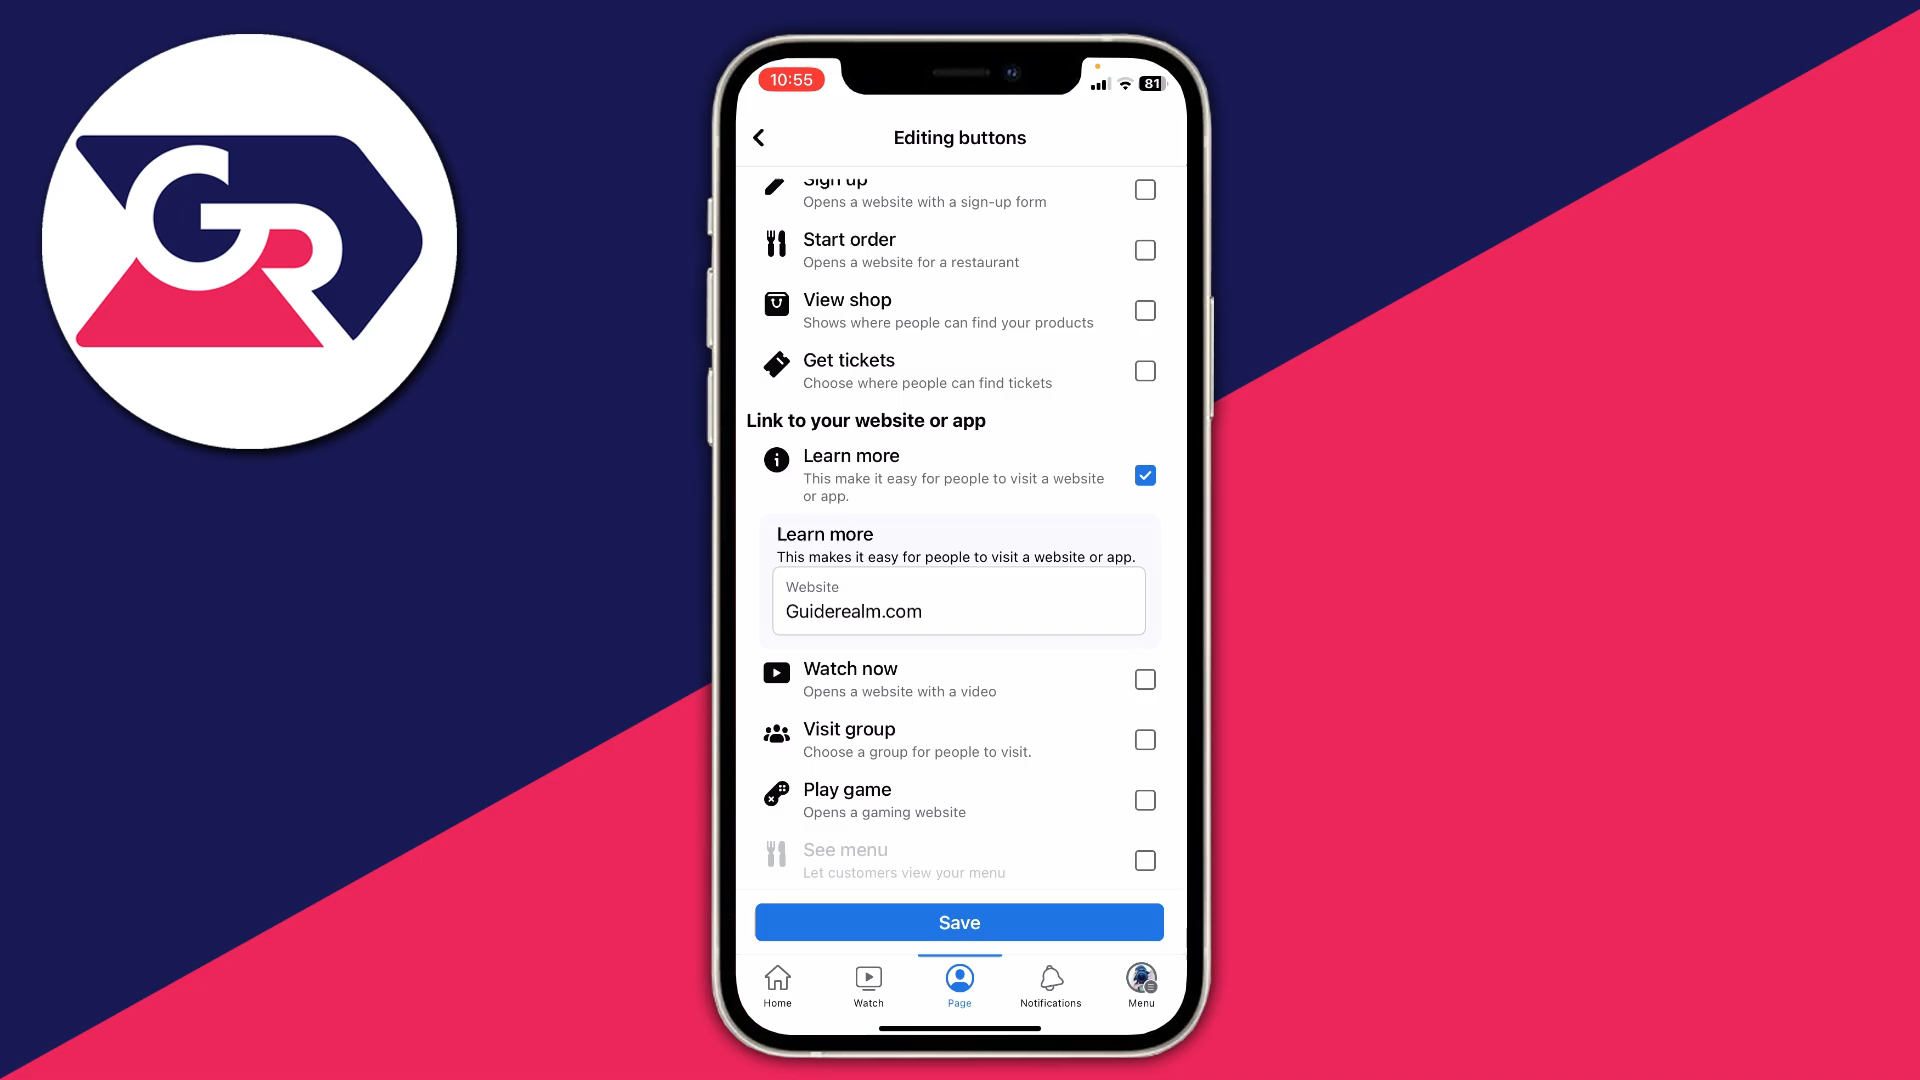 GR
10:55
81
Editing buttons
Sign up
Opens a website with a sign-up form
Start order
Opens a website for a restaurant
View shop
Shows where people can find your products
Get tickets
Choose where people can find tickets
Link to your website or app
Learn more
This make it easy for people to visit a website
or app.
Learn more
This makes it easy for people to visit a website or app.
Website
Guiderealm.com
Watch now
Opens a website with a video
Visit group
Choose a group for people to visit.
Play game
Opens a gaming website
See menu
Let customers view your menu
Save
Home
Watch
Page
Notifications
Menu